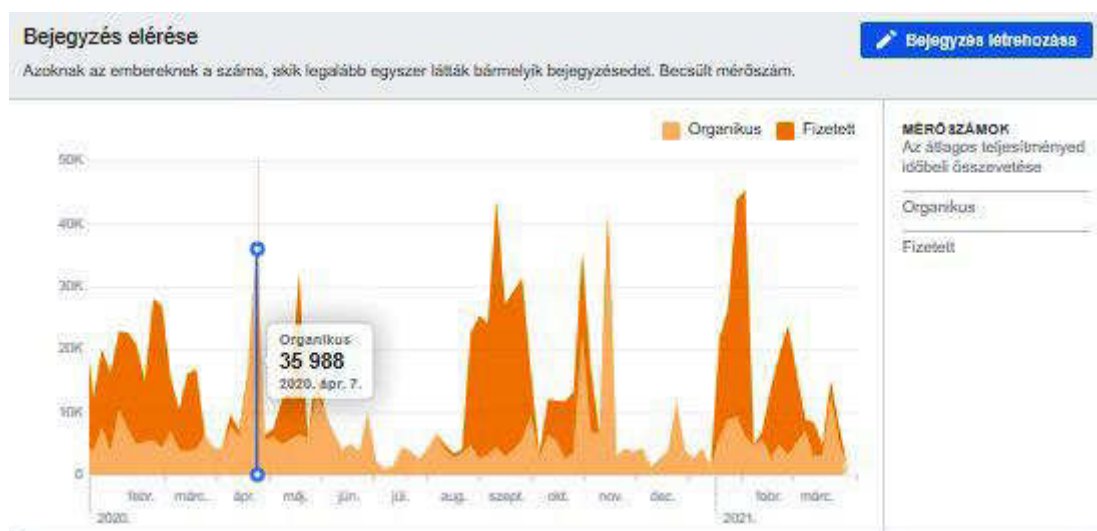 Bejegyzés elérése
Bejegyzés létrehozása
Azoknak az embereknek a száma, akik legalább egyszer látták bármelyik bejegyzésedet. Becsült mérőszám.
Organikus Fizetett
MÉRŐSZÁMOK
Az átlagos teljesítményed
időbeli összevetése
Organikus
Fizetett
50K
40K
30K
20K
10K
0
Organikus
35 988
2020. ápr. 7.
febr. márc. ápr. máj. jún. júl. aug. szept. okt. nov. dec. febr. márc.
2020. 2021.